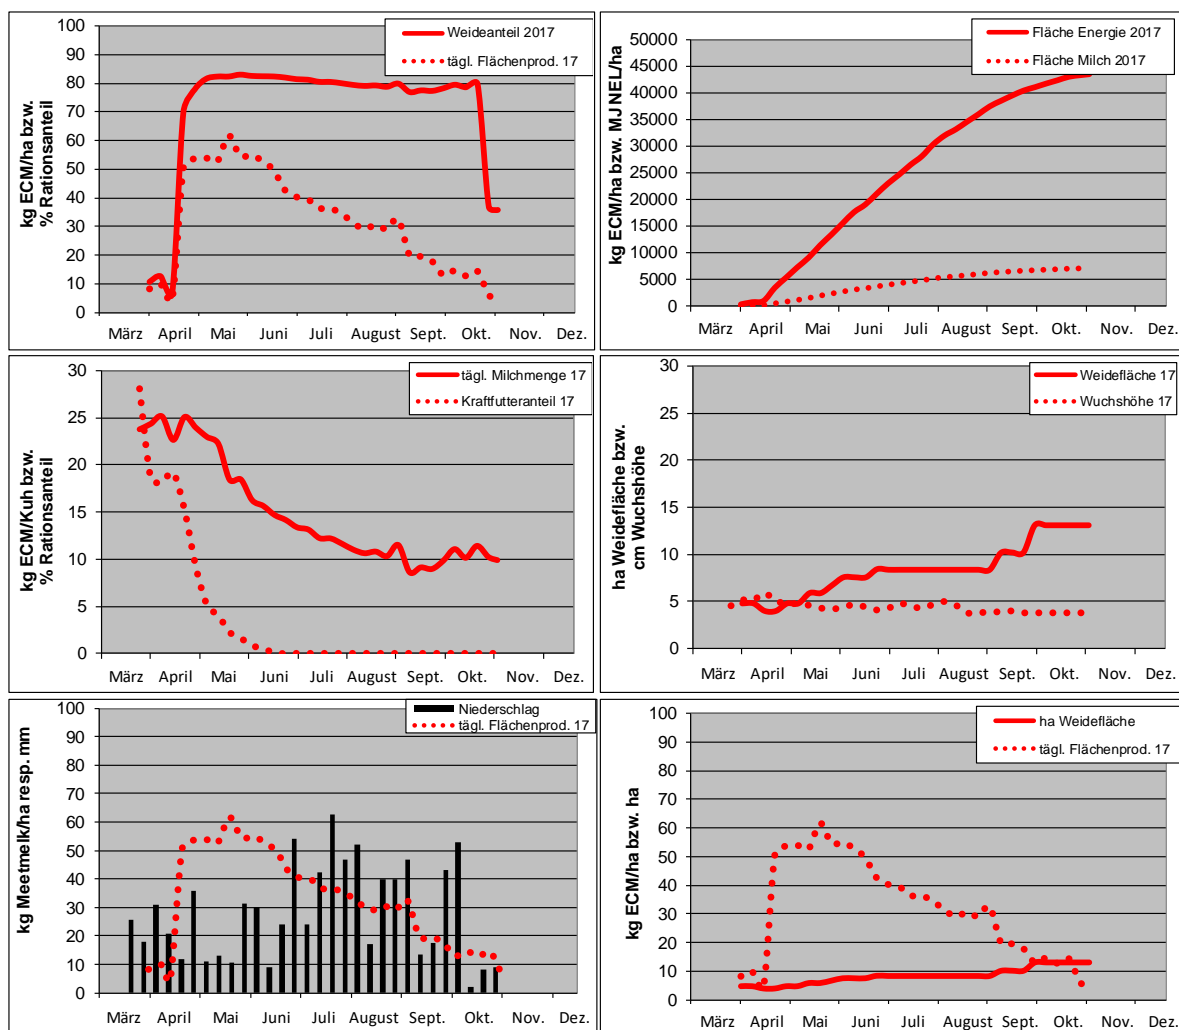 kg ECM/ha bzw.
% Rationsanteil
100
90
80
70
60
50
40
30
20
10
0
Weideanteil 2017
tägl. Flächenprod. 17
März April Mai Juni Juli August Sept. Okt. Nov. Dez.
kg ECM/ha bzw. MJ NEL/ha
50000
45000
40000
35000
30000
25000
20000
15000
10000
5000
0
Fläche Energie 2017
Fläche Milch 2017
März April Mai Juni Juli August Sept. Okt. Nov. Dez.
kg ECM/Kuh bzw.
% Rationsanteil
30
25
20
15
10
5
0
tägl. Milchmenge 17
Kraftfutteranteil 17
März April Mai Juni Juli August Sept. Okt. Nov. Dez.
ha Weidefläche bzw.
cm Wuchshöhe
30
25
20
15
10
5
0
Weidefläche 17
Wuchshöhe 17
März April Mai Juni Juli August Sept. Okt. Nov. Dez.
kg Meetmelk/ha resp. mm
100
90
80
70
60
50
40
30
20
10
0
Niederschlag
tägl. Flächenprod. 17
März April Mai Juni Juli August Sept. Okt. Nov. Dez.
kg ECM/ha bzw. ha
100
90
80
70
60
50
40
30
20
10
0
ha Weidefläche
tägl. Flächenprod. 17
März April Mai Juni Juli August Sept. Okt. Nov. Dez.